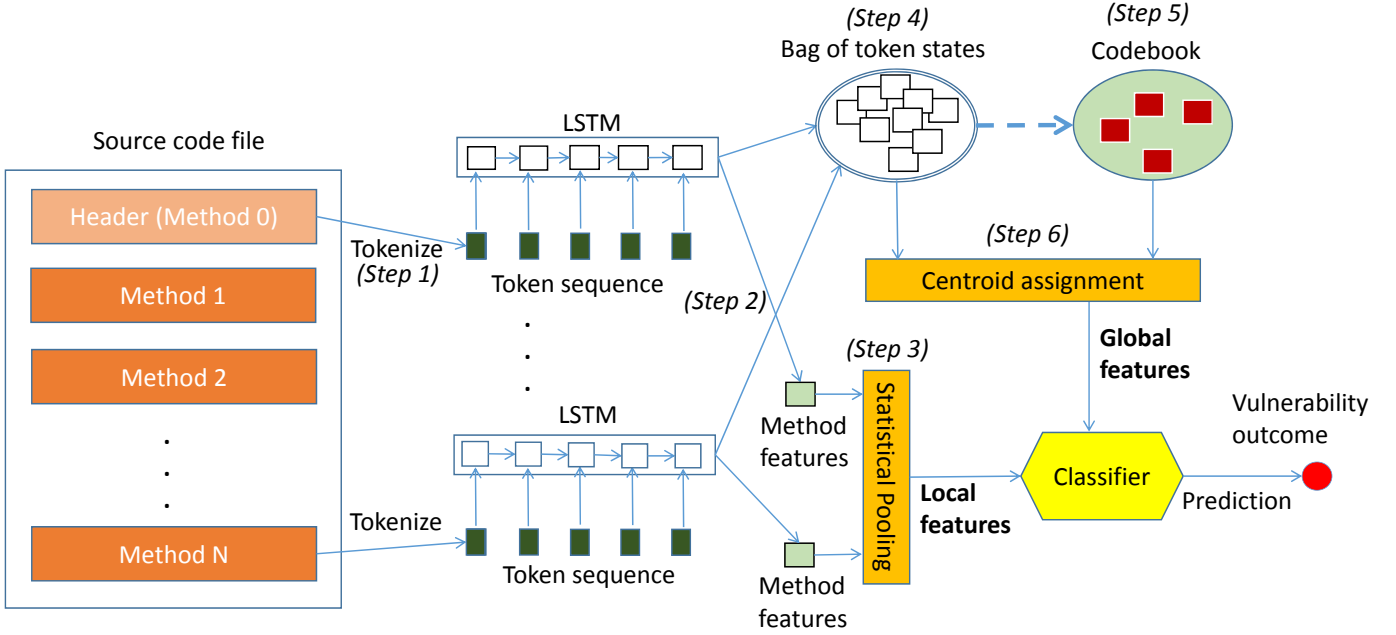 Source code file
Header (Method 0)
Method 1
Method 2
.
.
.
Method N
Tokenize
(Step 1)
Tokenize
LSTM
Token sequence
.
.
.
LSTM
Token sequence
(Step 2)
(Step 4)
Bag of token states
(Step 5)
Codebook
(Step 6)
Centroid assignment
Global
features
(Step 3)
Statistical Pooling
Method
features
Method
features
Local
features
Classifier
Prediction
Vulnerability
outcome